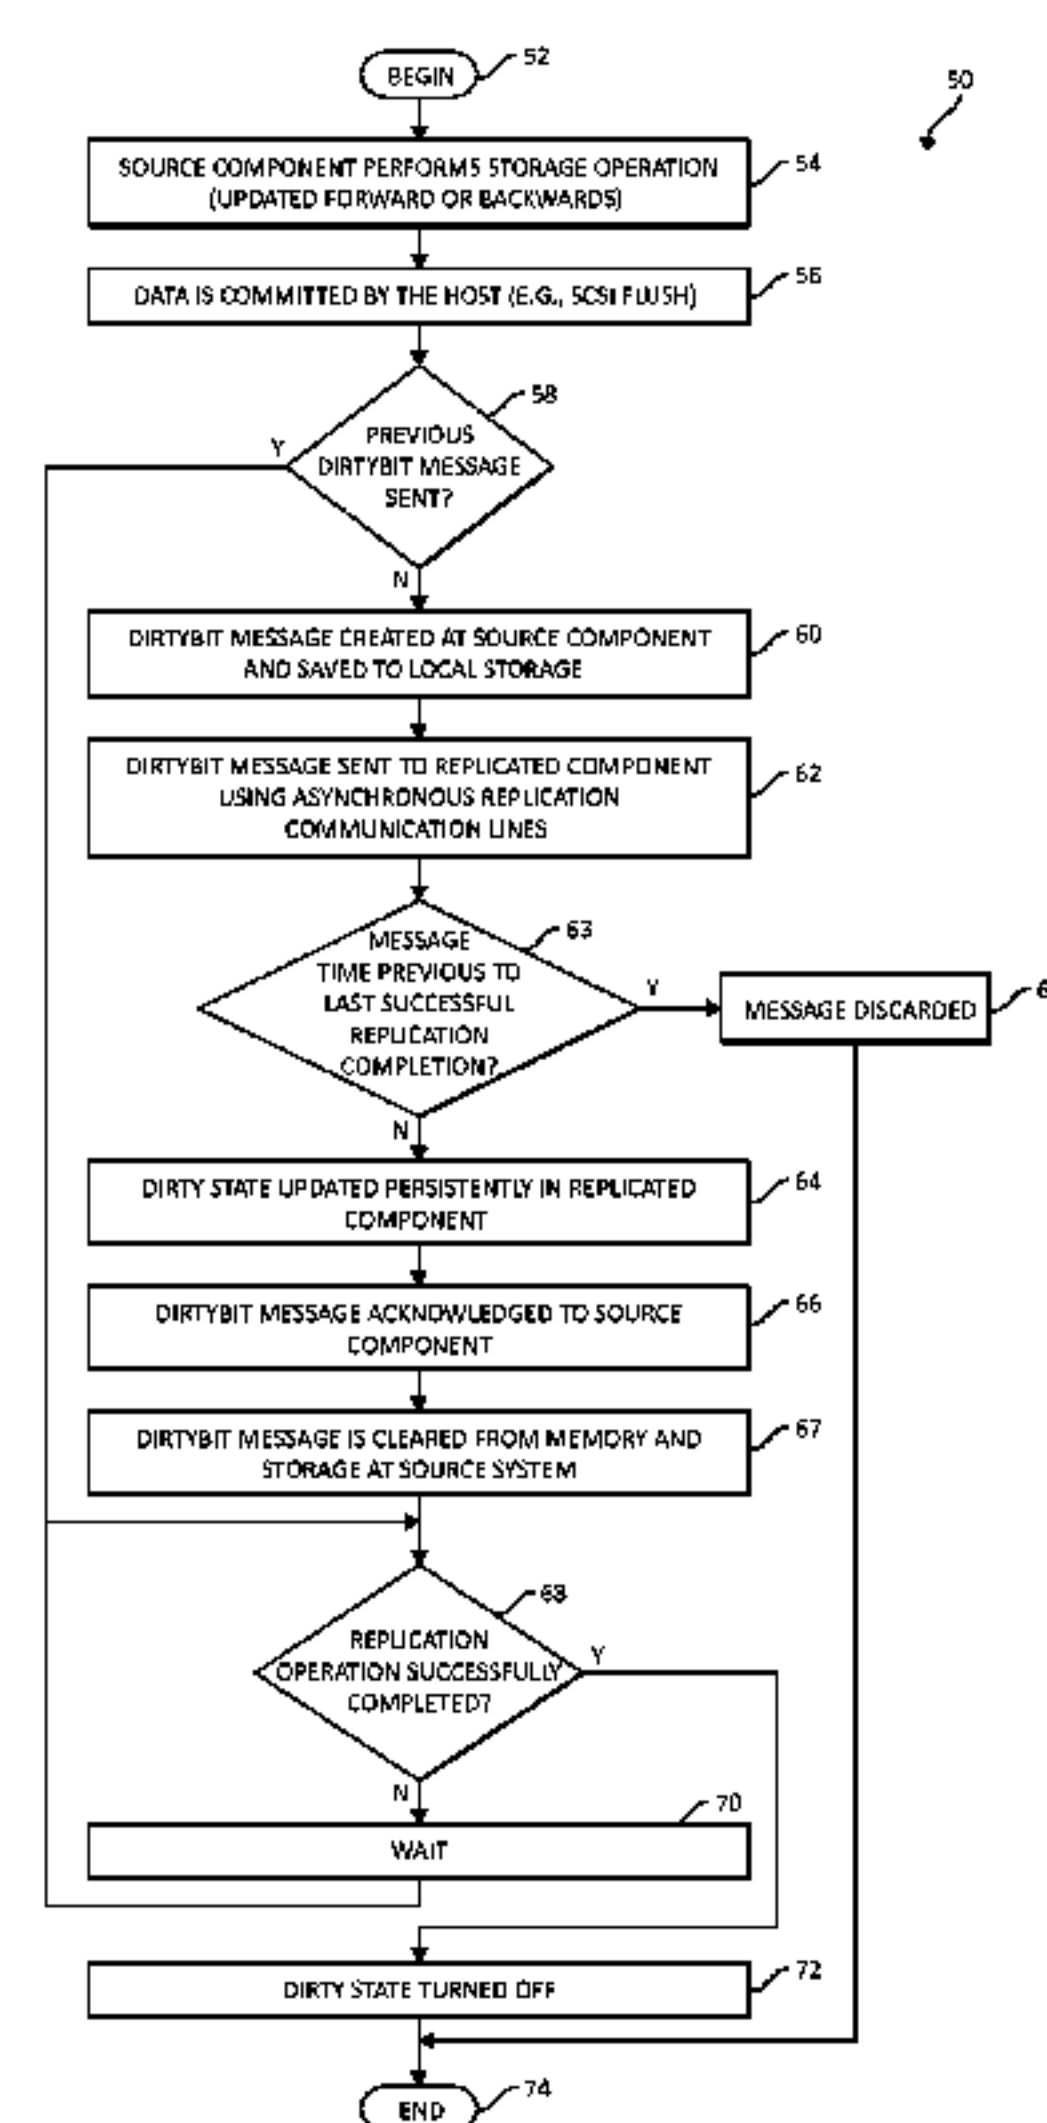 BEGIN
52
50
SOURCE COMPONENT PERFORMS STORAGE OPERATION
(UPDATED FORWARD OR BACKWARDS)
54
DATA IS COMMITTED BY THE HOST (E.G., SCSI FLUSH)
56
PREVIOUS
DIRTYBIT MESSAGE
SENT?
58
Y
N
DIRTYBIT MESSAGE CREATED AT SOURCE COMPONENT
AND SAVED TO LOCAL STORAGE
60
DIRTYBIT MESSAGE SENT TO REPLICATED COMPONENT
USING ASYNCHRONOUS REPLICATION
COMMUNICATION LINES
62
MESSAGE
TIME PREVIOUS TO
LAST SUCCESSFUL
REPLICATION
COMPLETION?
63
Y
MESSAGE DISCARDED
N
DIRTY STATE UPDATED PERSISTENTLY IN REPLICATED
COMPONENT
64
DIRTYBIT MESSAGE ACKNOWLEDGED TO SOURCE
COMPONENT
66
DIRTYBIT MESSAGE IS CLEARED FROM MEMORY AND
STORAGE AT SOURCE SYSTEM
67
REPLICATION
OPERATION SUCCESSFULLY
COMPLETED?
68
Y
N
WAIT
70
DIRTY STATE TURNED OFF
72
END
74